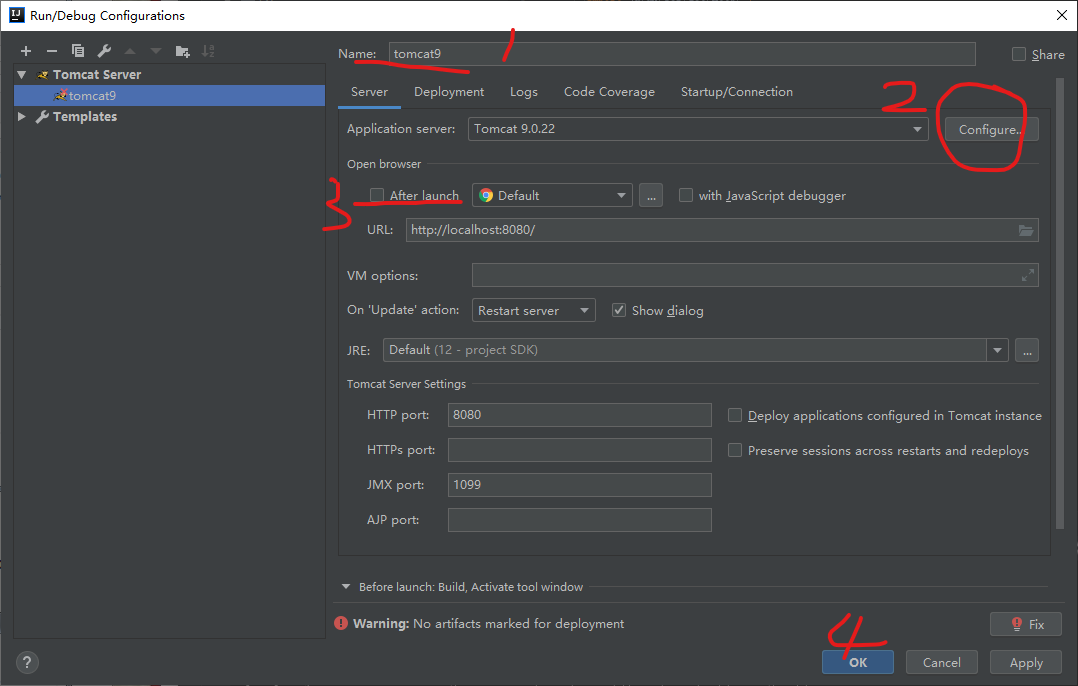 Run/Debug Configurations
Name: tomcat9 1 Share
Tomcat Server
tomcat9
Templates
Server Deployment Logs Code Coverage Startup/Connection
2
Application server: Tomcat 9.0.22 Configure...
Open browser
3 After launch Default ... with JavaScript debugger
URL: http://localhost:8080/
VM options:
On 'Update' action: Restart server Show dialog
JRE: Default (12 - project SDK) ...
Tomcat Server Settings
HTTP port: 8080 Deploy applications configured in Tomcat instance
HTTPs port: Preserve sessions across restarts and redeploys
JMX port: 1099
AJP port:
Before launch: Build, Activate tool window
Warning: No artifacts marked for deployment Fix
4
? OK Cancel Apply